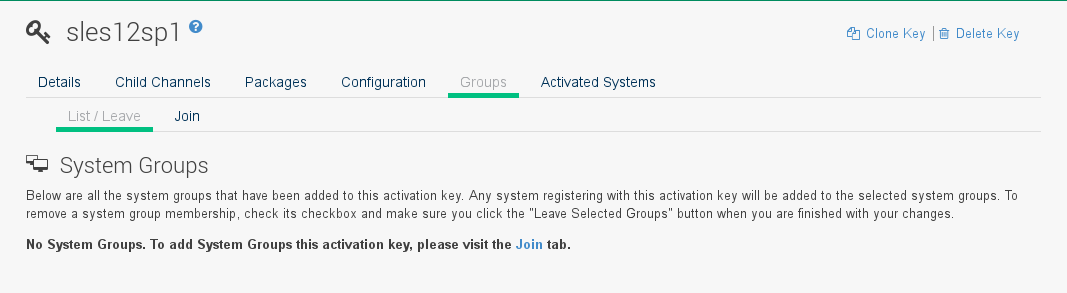 sles12sp1
Clone Key | Delete Key
Details Child Channels Packages Configuration Groups Activated Systems
List / Leave Join
System Groups
Below are all the system groups that have been added to this activation key. Any system registering with this activation key will be added to the selected system groups. To
remove a system group membership, check its checkbox and make sure you click the "Leave Selected Groups" button when you are finished with your changes.
No System Groups. To add System Groups this activation key, please visit the Join tab.